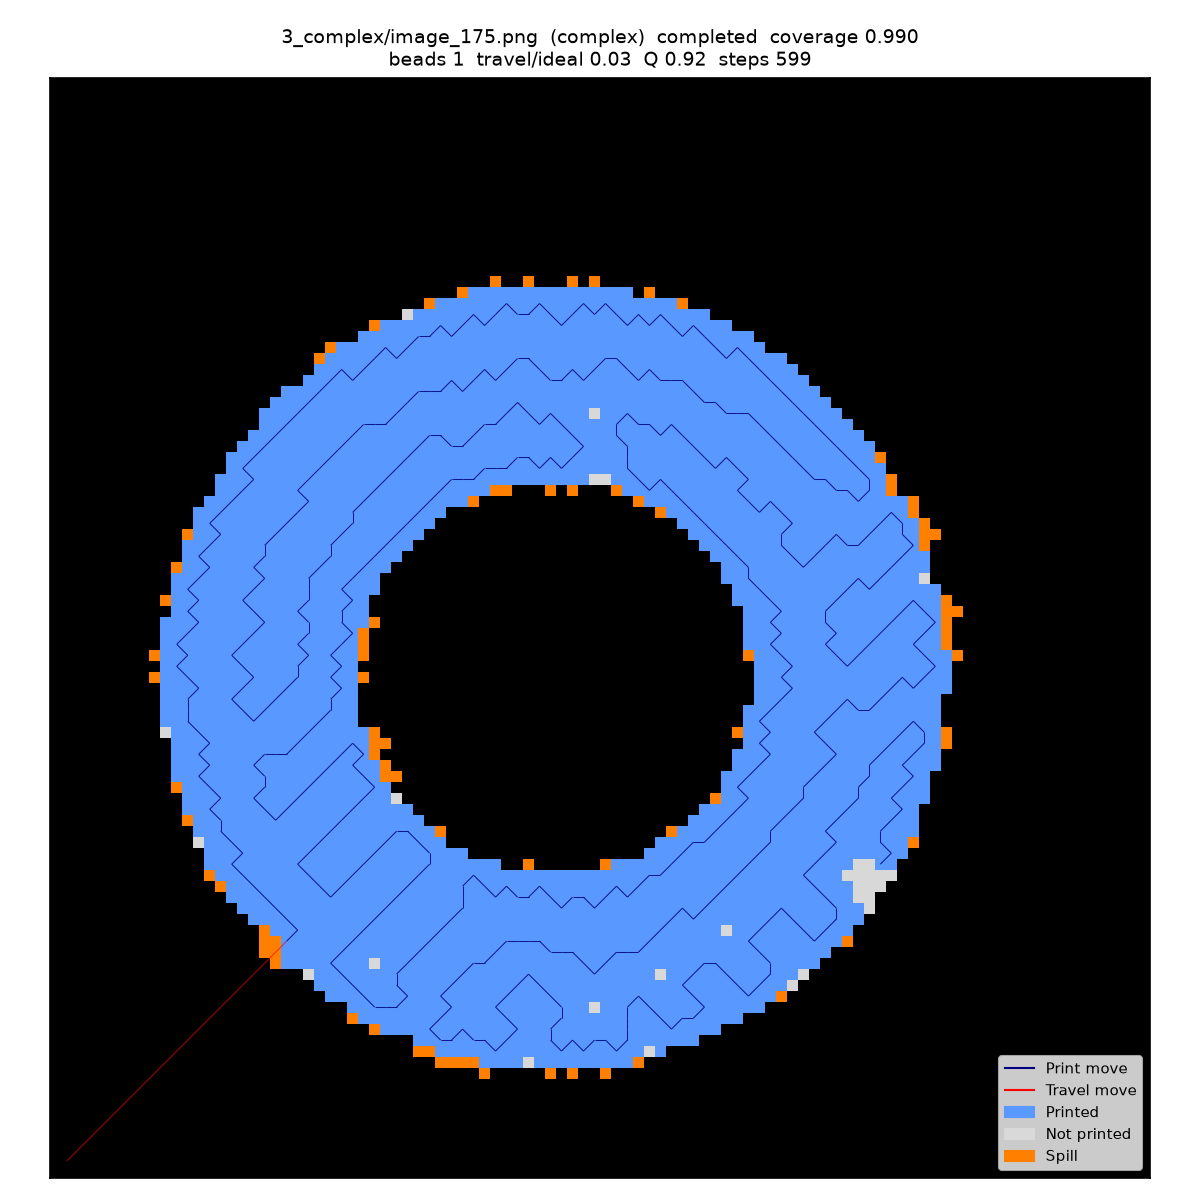 3_complex/image_175.png  (complex)  completed  coverage 0.990
beads 1  travel/ideal 0.03  Q 0.92  steps 599
Print move
Travel move
Printed
Not printed
Spill